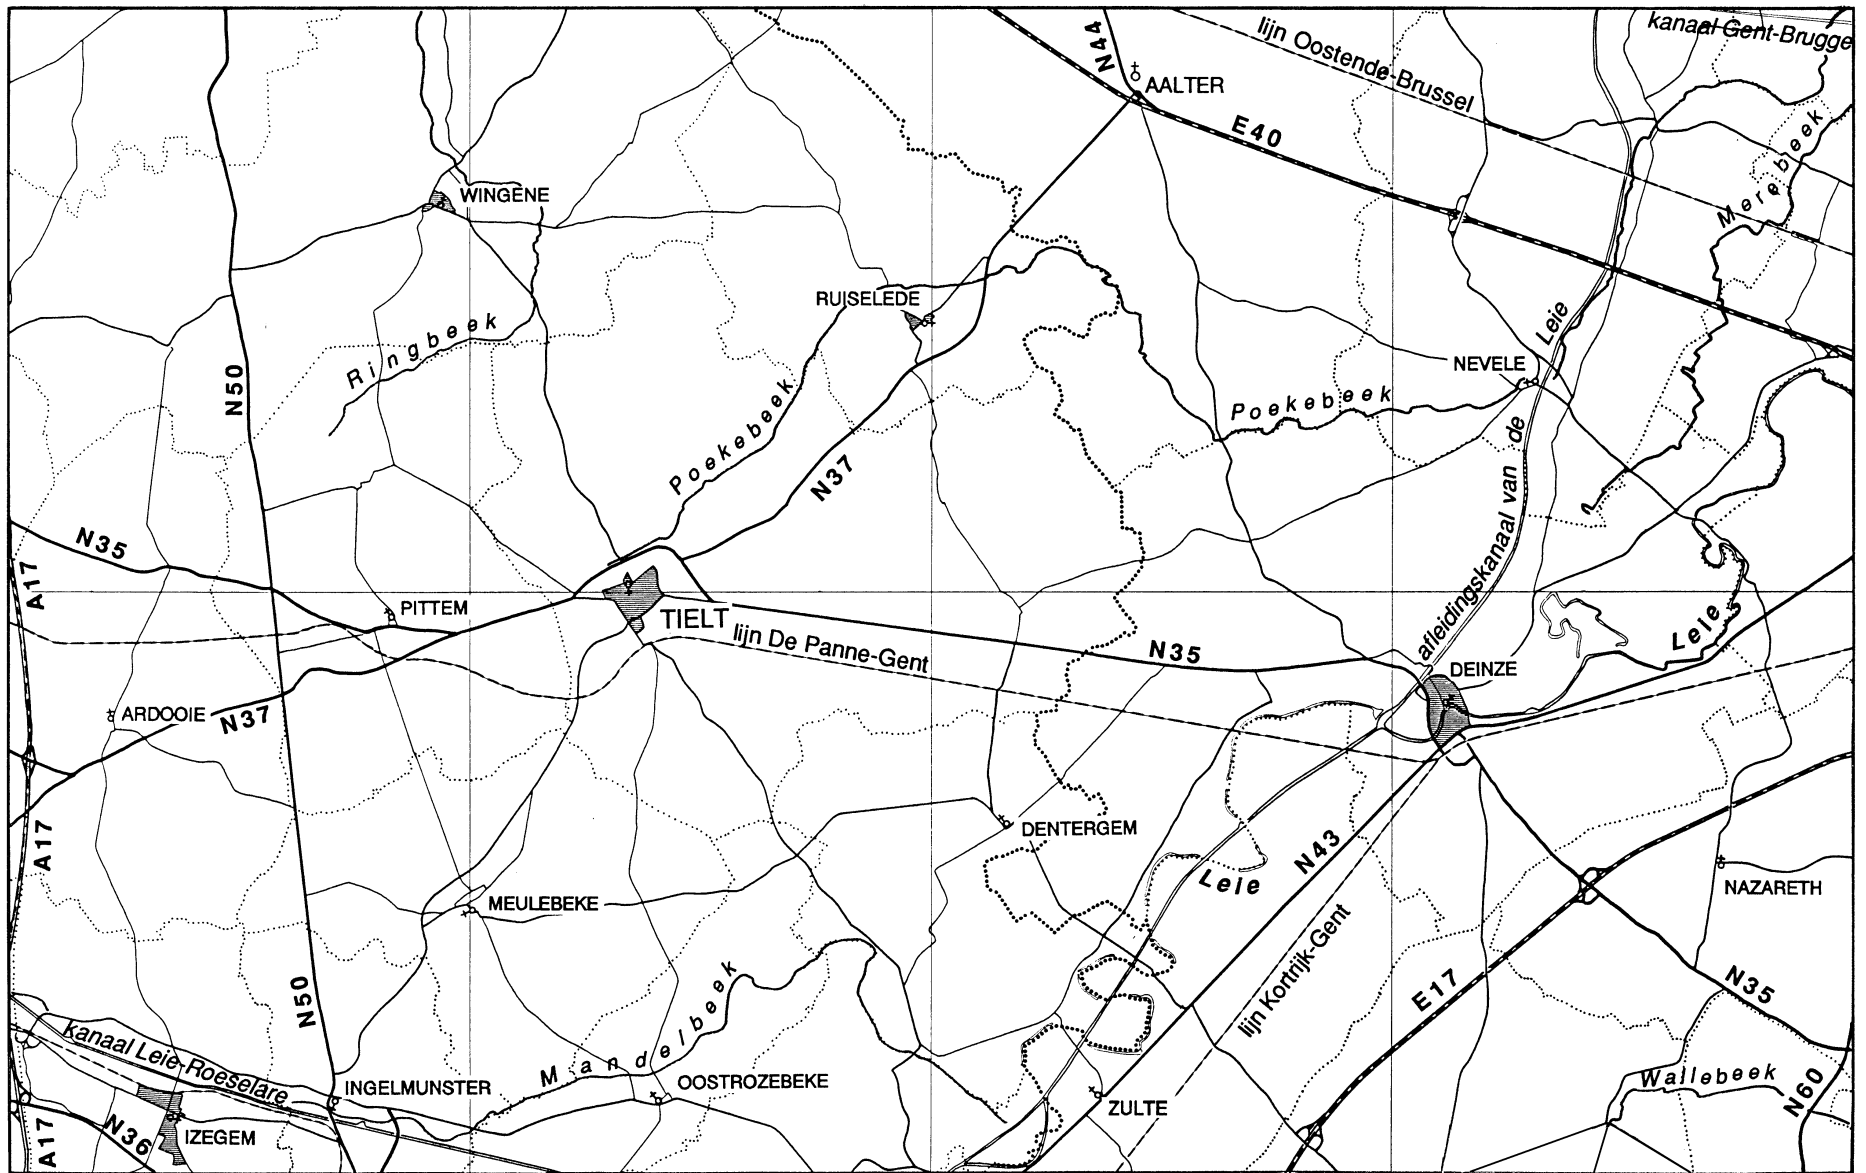 kanaal Gent-Brugge
lijn Oostende-Brussel
N44
AALTER
E40
Merebeek
WINGENE
RUISELEDE
Ringbeek
Leie
NEVELE
N50
Poekebeek
Poekebeek
N37
afleidingskanaal van de
N35
A17
PITTEM
TIELT
lijn De Panne-Gent
N35
Leie
DEINZE
ARDOOIE
N37
A17
DENTERGEM
N43
Leie
NAZARETH
MEULEBEKE
lijn Kortrijk-Gent
E17
N35
N50
Mandelbeek
kanaal Leie-Roeselare
INGELMUNSTER
OOSTROZEBEKE
ZULTE
Wallebeek
N60
N36
IZEGEM
A17